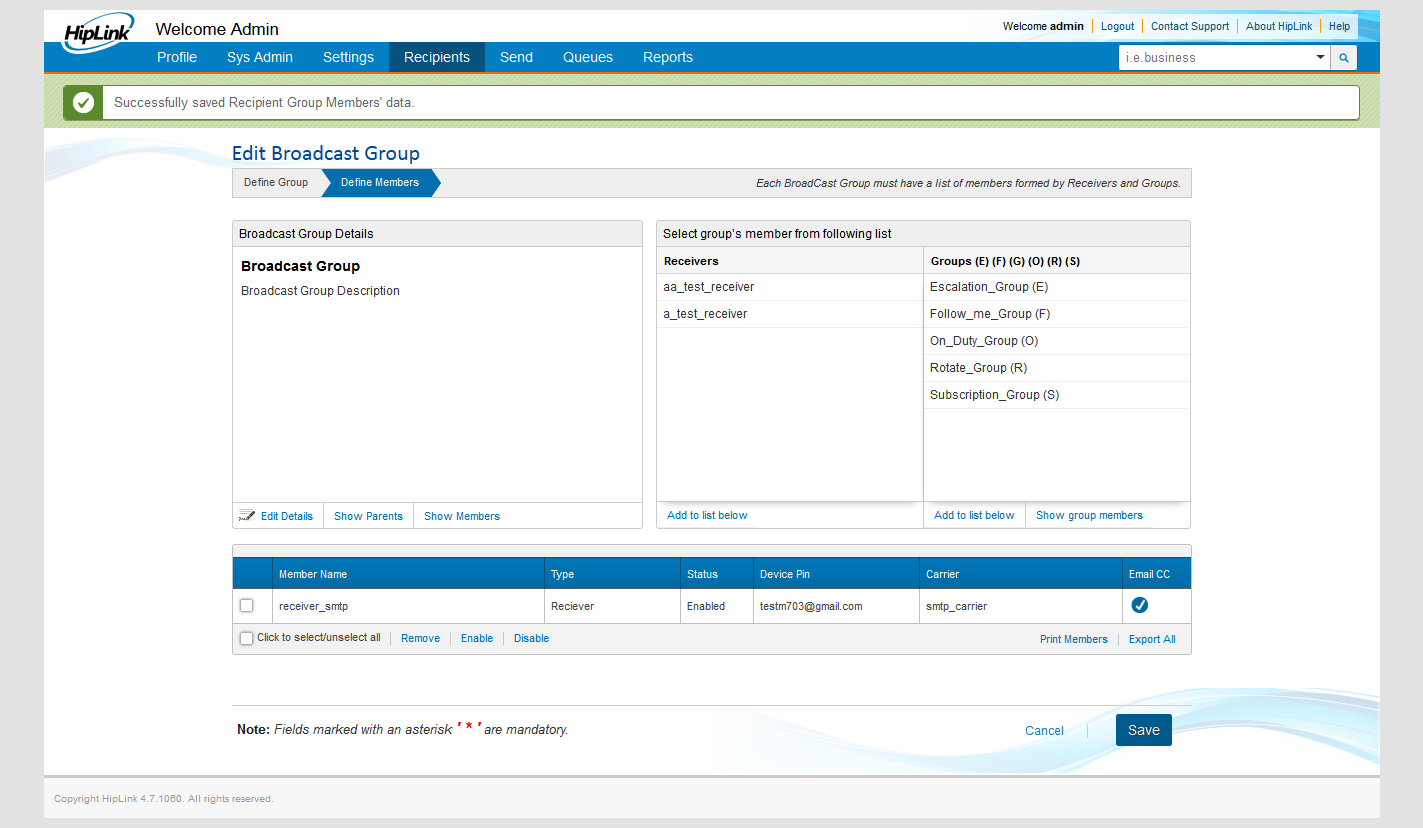 HipLink
Welcome Admin
Welcome admin Logout Contact Support About HipLink Help
Profile Sys Admin Settings Recipients Send Queues Reports
i.e.business
Successfully saved Recipient Group Members' data.
Edit Broadcast Group
Define Group Define Members
Each BroadCast Group must have a list of members formed by Receivers and Groups.
Broadcast Group Details
Broadcast Group
Broadcast Group Description
Edit Details Show Parents Show Members
Select group's member from following list
Receivers
aa_test_receiver
a_test_receiver
Add to list below
Groups (E) (F) (G) (O) (R) (S)
Escalation_Group (E)
Follow_me_Group (F)
On_Duty_Group (O)
Rotate_Group (R)
Subscription_Group (S)
Add to list below Show group members
Member Name Type Status Device Pin Carrier Email CC
receiver_smtp Reciever Enabled testm703@gmail.com smtp_carrier
Click to select/unselect all Remove Enable Disable Print Members Export All
Note: Fields marked with an asterisk ' * ' are mandatory.
Cancel Save
Copyright HipLink 4.7.1060. All rights reserved.